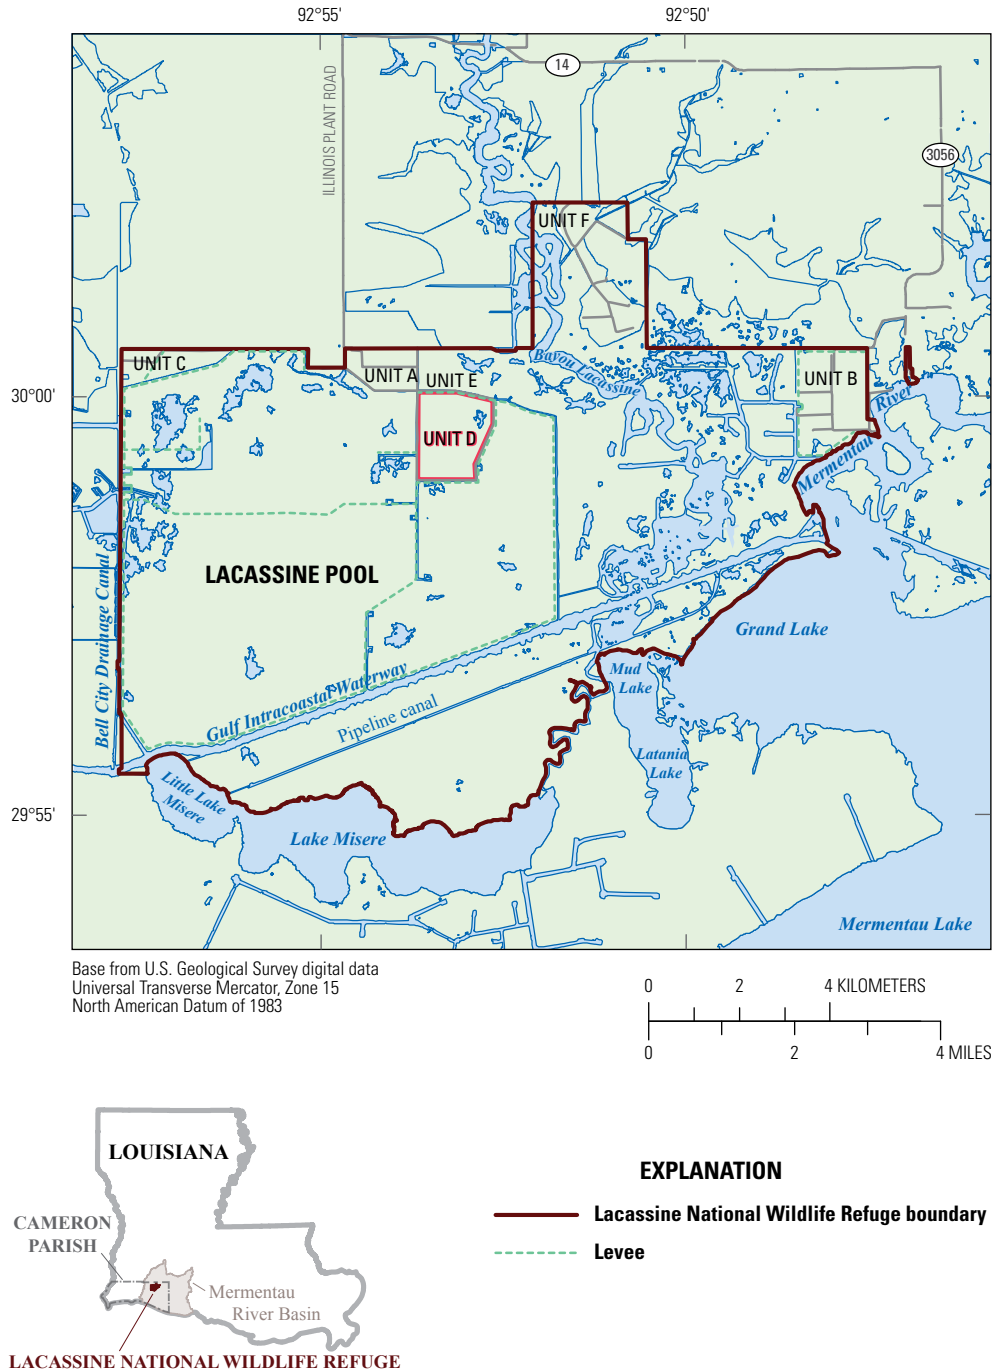 92°55'
92°50'
14
ILLINOIS PLANT ROAD
3056
UNIT F
UNIT C
Bayou Lacassine
UNIT A
UNIT E
UNIT B
30°00'
River
UNIT D
Mermentau
LACASSINE POOL
Bell City Drainage Canal
Grand Lake
Mud
Lake
Gulf Intracoastal Waterway
Pipeline canal
Latania
Lake
Little Lake
Misere
29°55'
Lake Misere
Mermentau Lake
Base from U.S. Geological Survey digital data
Universal Transverse Mercator, Zone 15
North American Datum of 1983
0 2 4 KILOMETERS
0 2 4 MILES
LOUISIANA
EXPLANATION
Lacassine National Wildlife Refuge boundary
Levee
CAMERON
PARISH
Mermentau
River Basin
LACASSINE NATIONAL WILDLIFE REFUGE